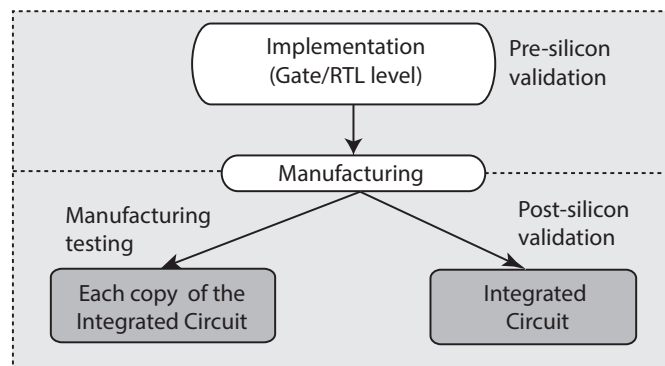 Implementation
(Gate/RTL level)
Pre-silicon
validation
Manufacturing
Manufacturing
testing
Post-silicon
validation
Each copy of the
Integrated Circuit
Integrated
Circuit